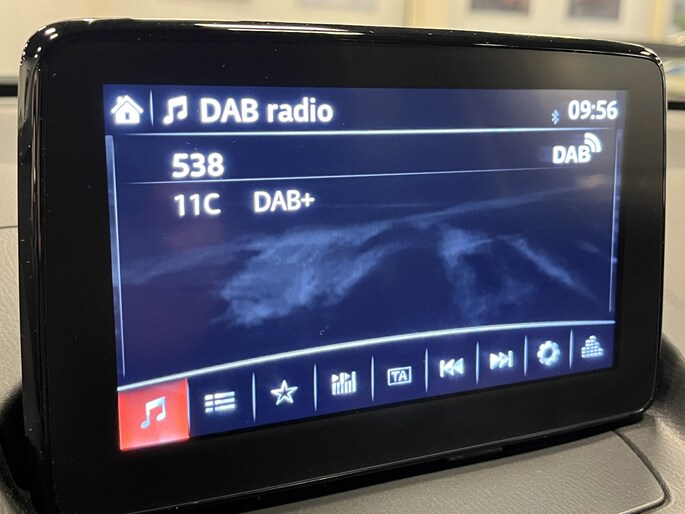 DAB radio 09:56
538 DAB
11C DAB+
TA